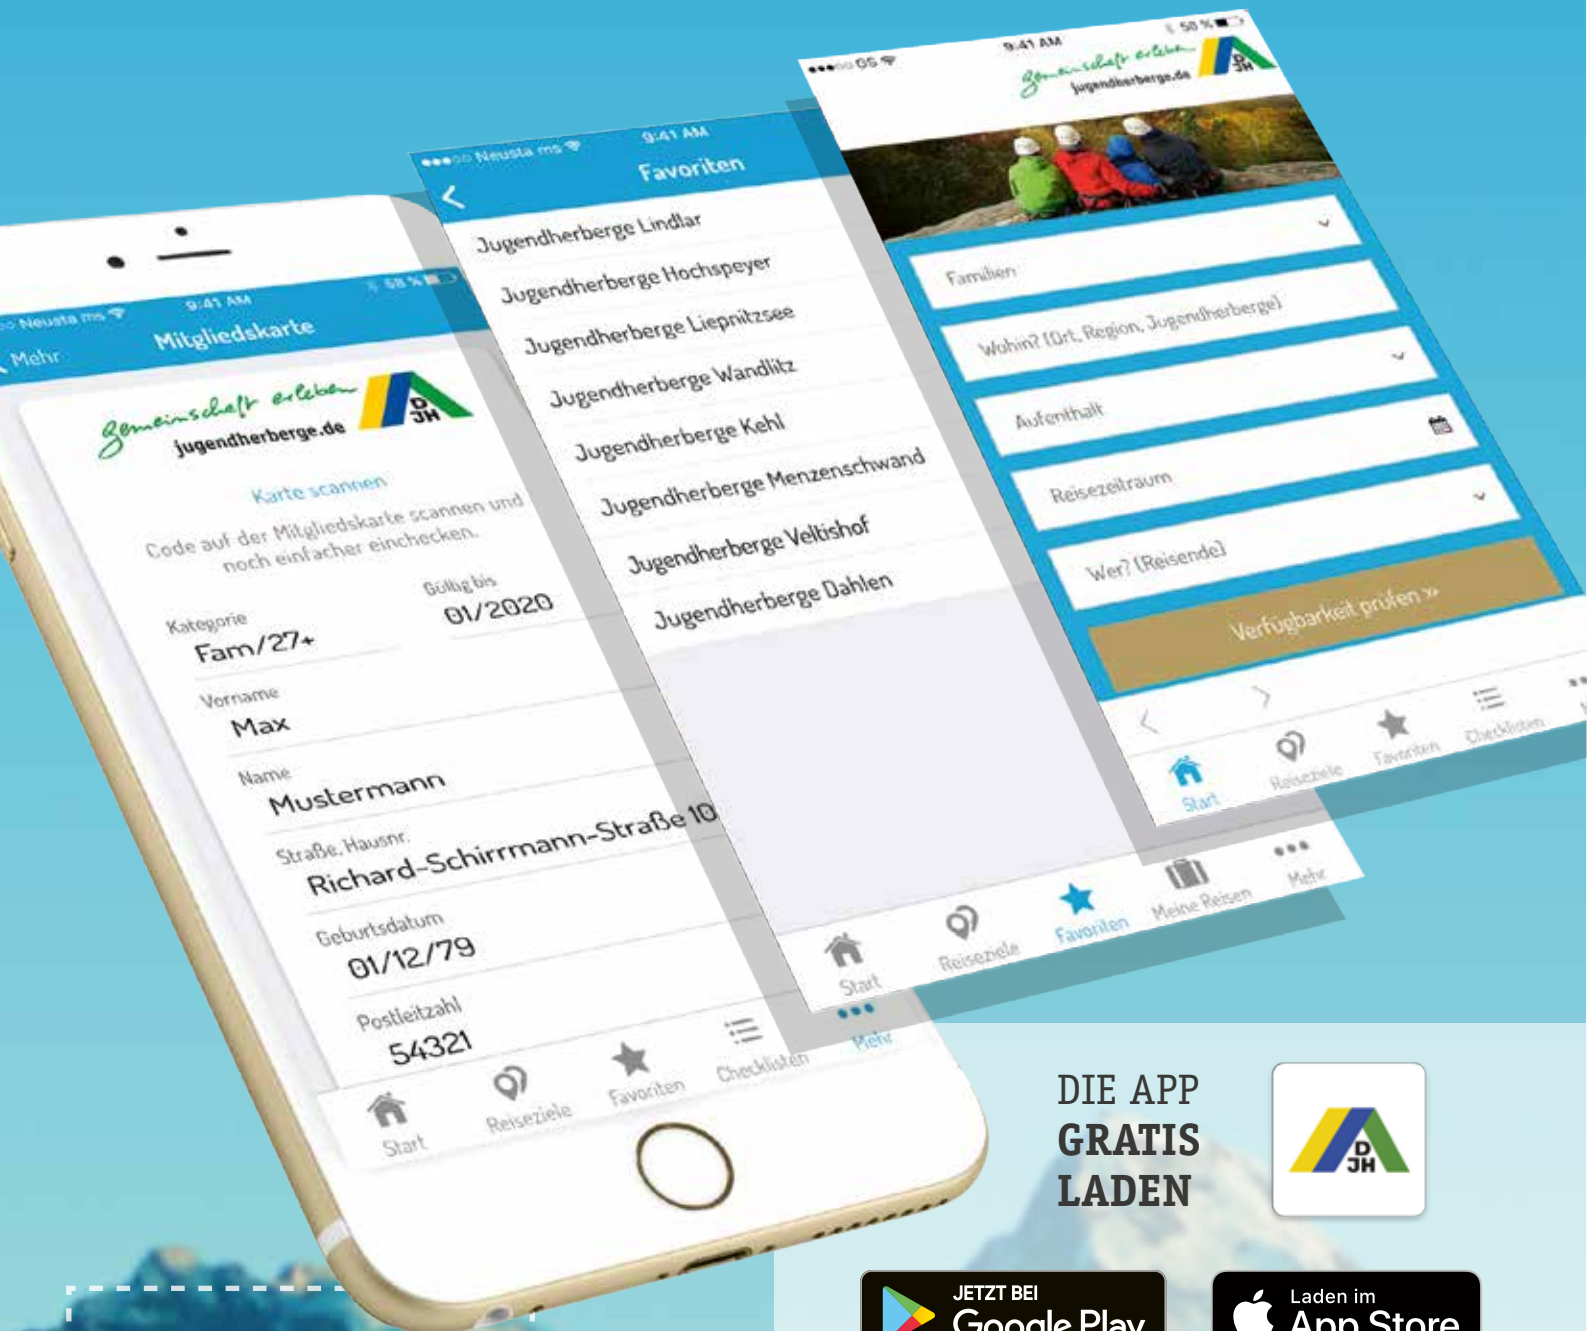 Neusta ms
9:41 AM
58 %
Mehr
Mitgliedskarte
gemeinschaft erleben
jugendherberge.de
DJH
Karte scannen
Code auf der Mitgliedskarte scannen und
noch einfacher einchecken.
Kategorie
Gültig bis
Fam/27+
01/2020
Vorname
Max
Name
Mustermann
Straße, Hausnr.
Richard-Schirrmann-Straße 10
Geburtsdatum
01/12/79
Postleitzahl
54321
Start
Reiseziele
Favoriten
Checklisten
Mehr
Neusta ms
9:41 AM
Favoriten
Jugendherberge Lindlar
Jugendherberge Hochspeyer
Jugendherberge Liepnitzsee
Jugendherberge Wandlitz
Jugendherberge Kehl
Jugendherberge Menzenschwand
Jugendherberge Veltishof
Jugendherberge Dahlen
Start
Reiseziele
Favoriten
Meine Reisen
Mehr
GS
9:41 AM
58 %
gemeinschaft erleben
jugendherberge.de
DJH
Familien
Wohin? (Ort, Region, Jugendherberge)
Aufenthalt
Reisezeitraum
Wer? (Reisende)
Verfügbarkeit prüfen »
Start
Reiseziele
Favoriten
Checklisten
DIE APP
GRATIS
LADEN
D
JH
JETZT BEI
Google Play
Laden im
App Store